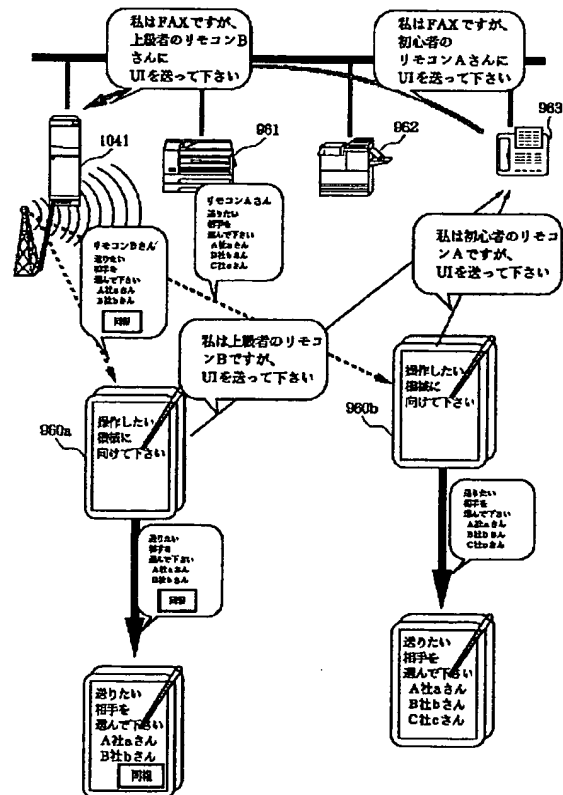 私はFAXですが、
上級者のリモコンB
さんに
UIを送って下さい
私はFAXですが、
初心者の
リモコンAさんに
UIを送って下さい
1041
961
962
963
リモコンAさん
送りたい
相手を
選んで下さい
A社aさん
B社bさん
C社cさん
リモコンBさん
送りたい
相手を
選んで下さい
A社aさん
B社bさん
同報
私は初心者のリモコ
ンAですが、
UIを送って下さい
私は上級者のリモコ
ンBですが、
UIを送って下さい
960a
操作したい
機械に
向けて下さい
960b
操作したい
機械に
向けて下さい
送りたい
相手を
選んで下さい
A社aさん
B社bさん
同報
送りたい
相手を
選んで下さい
A社aさん
B社bさん
C社cさん
送りたい
相手を
選んで下さい
A社aさん
B社bさん
同報
送りたい
相手を
選んで下さい
A社aさん
B社bさん
C社cさん